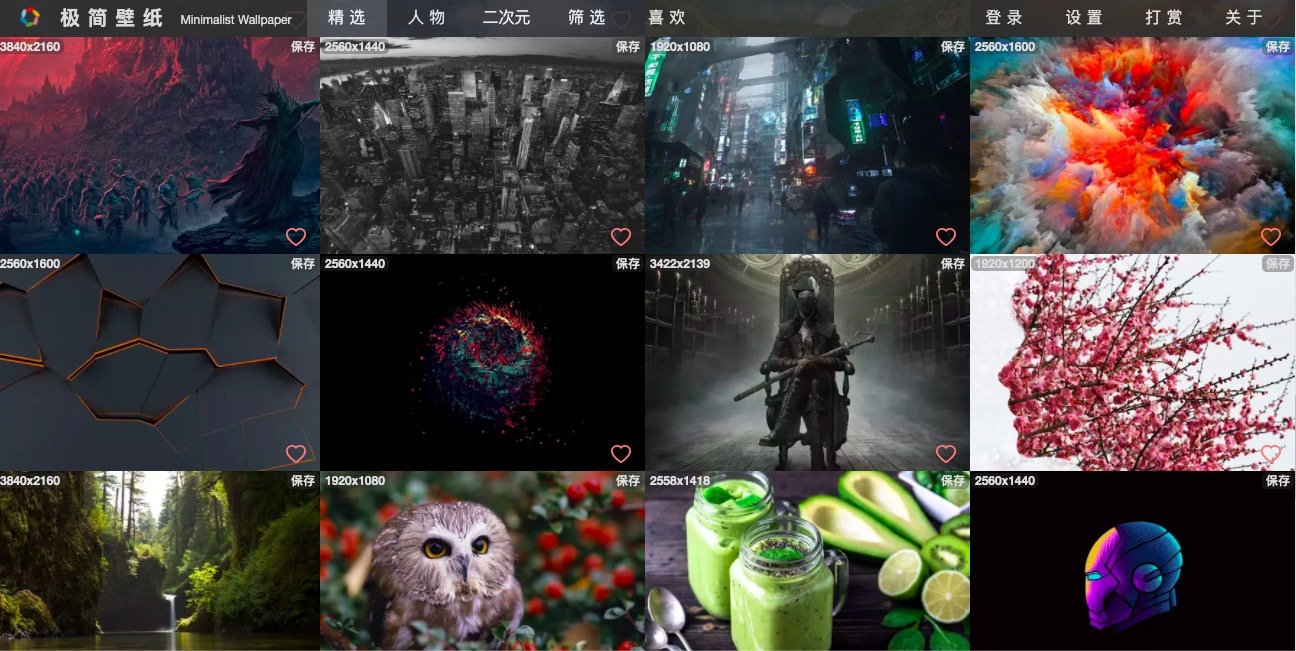 极简壁纸 Minimalist Wallpaper 精选 人物 二次元 筛选 喜欢 登录 设置 打赏 关于
3840x2160 保存 2560x1440 保存 1920x1080 保存 2560x1600 保存
2560x1600 保存 2560x1440 保存 3422x2139 保存 1920x1200 保存
3840x2160 保存 1920x1080 保存 2558x1418 保存 2560x1440 保存